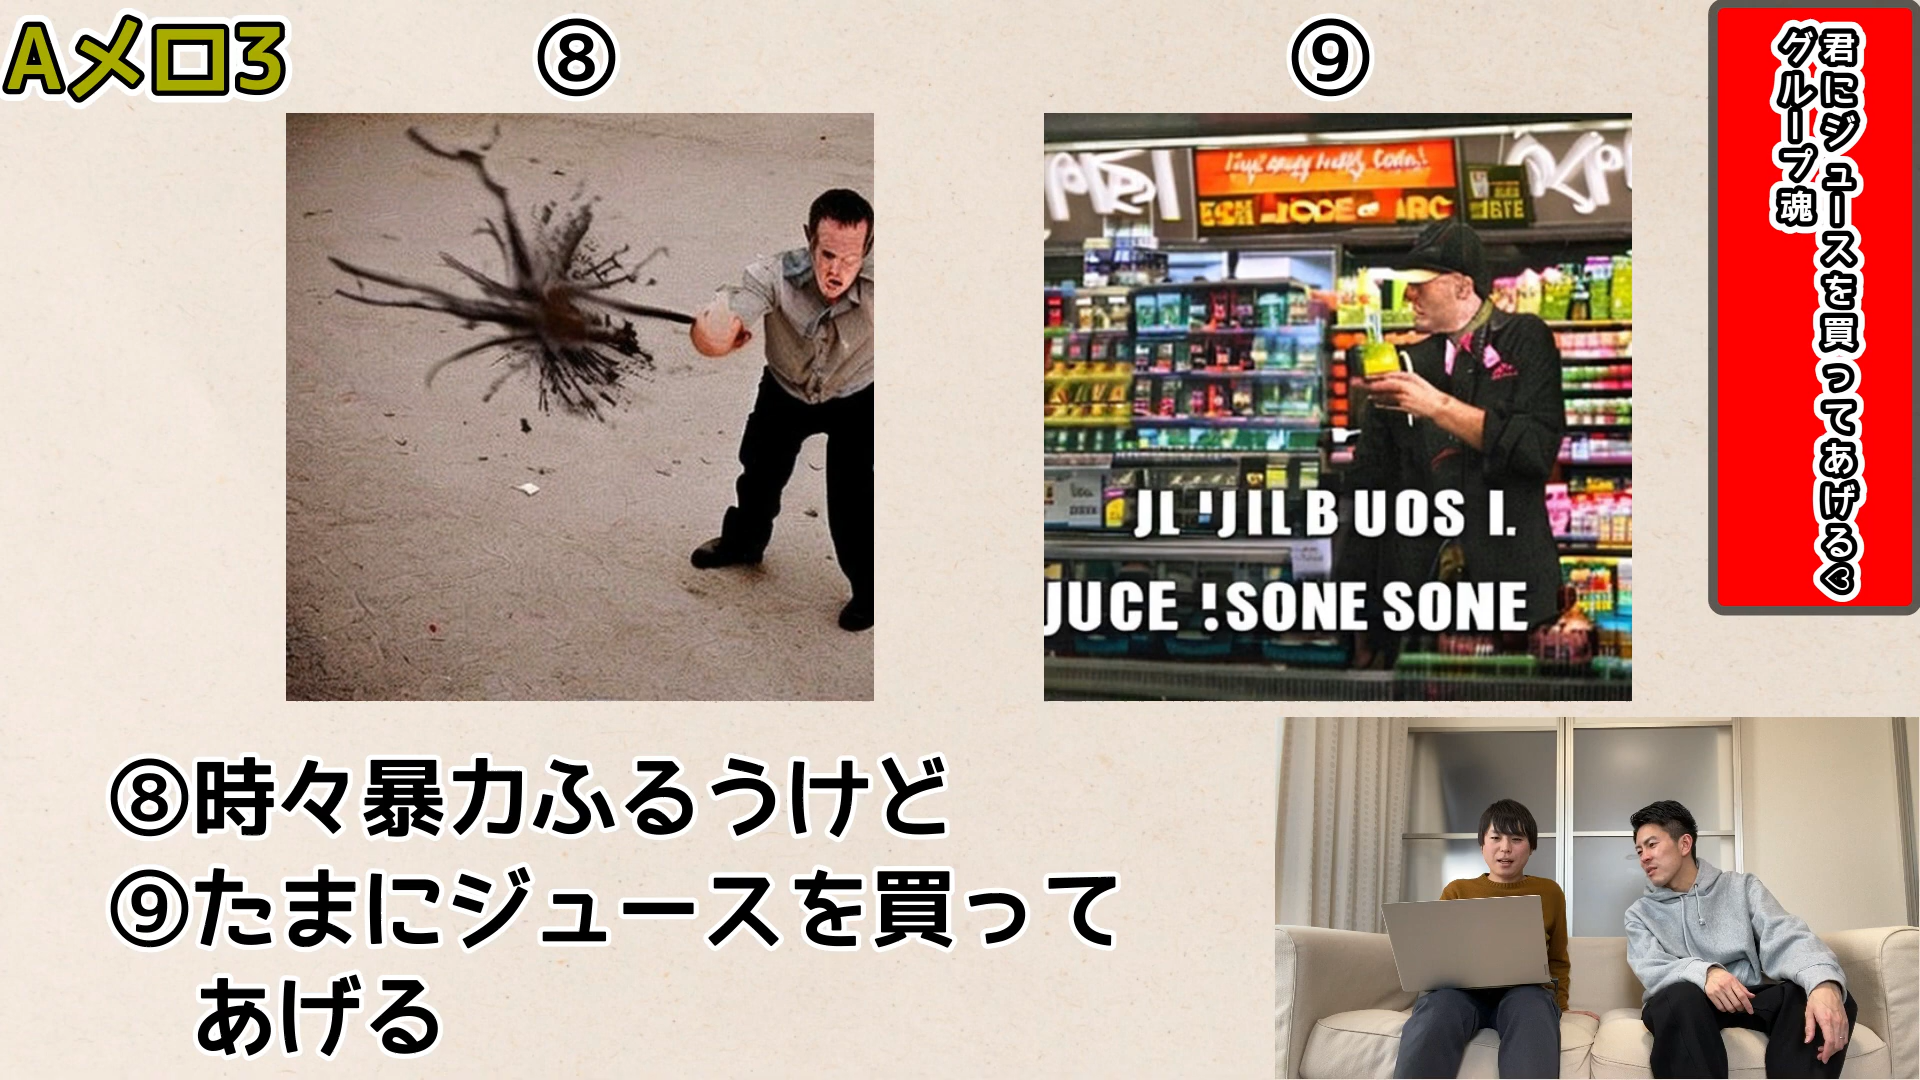 Aメロ3
⑧
⑨
君にジュースを買ってあげる♡
グループ魂
JL 'JIL B UOS I.
JUCE !SONE SONE
⑧時々暴力ふるうけど
⑨たまにジュースを買って
あげる